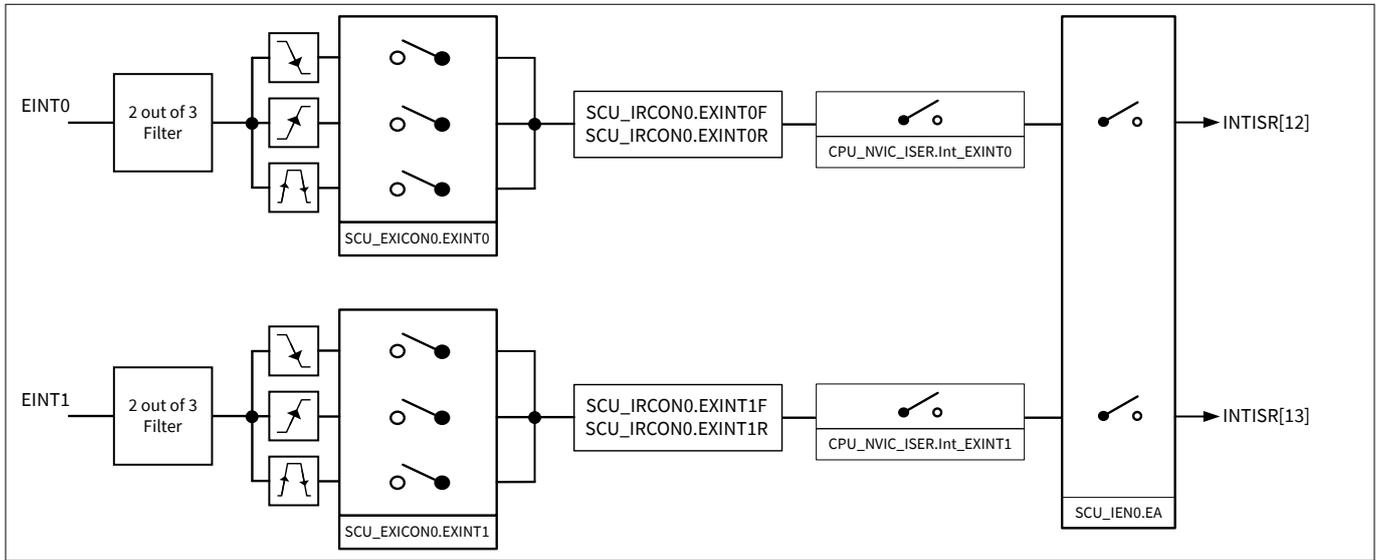 EINT0
2 out of 3
Filter
SCU_EXICON0.EXINT0
SCU_IRCON0.EXINT0F
SCU_IRCON0.EXINT0R
CPU_NVIC_ISER.Int_EXINT0
INTISR[12]
EINT1
2 out of 3
Filter
SCU_EXICON0.EXINT1
SCU_IRCON0.EXINT1F
SCU_IRCON0.EXINT1R
CPU_NVIC_ISER.Int_EXINT1
INTISR[13]
SCU_IEN0.EA